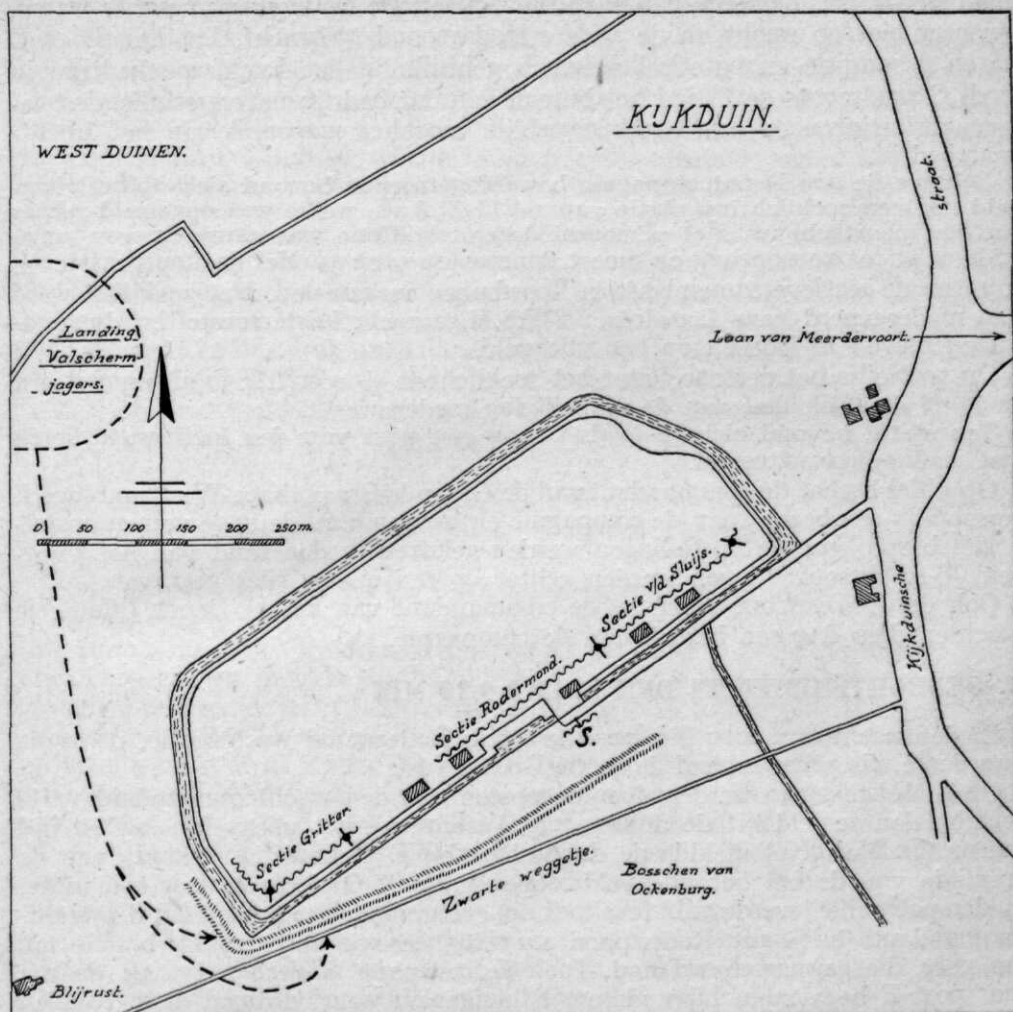 KIJKDUIN.
WEST DUINEN.
straat.
Landing
Valscherm-
jagers.
Laan van Meerdervoort.
0 50 100 150 200 250 m.
Sectie v/d Sluijs.
Sectie Rodermond.
Kijkduinsche
S.
Sectie Gritter.
Zwarte weggetje.
Bosschen van
Ockenburg.
Blijrust.